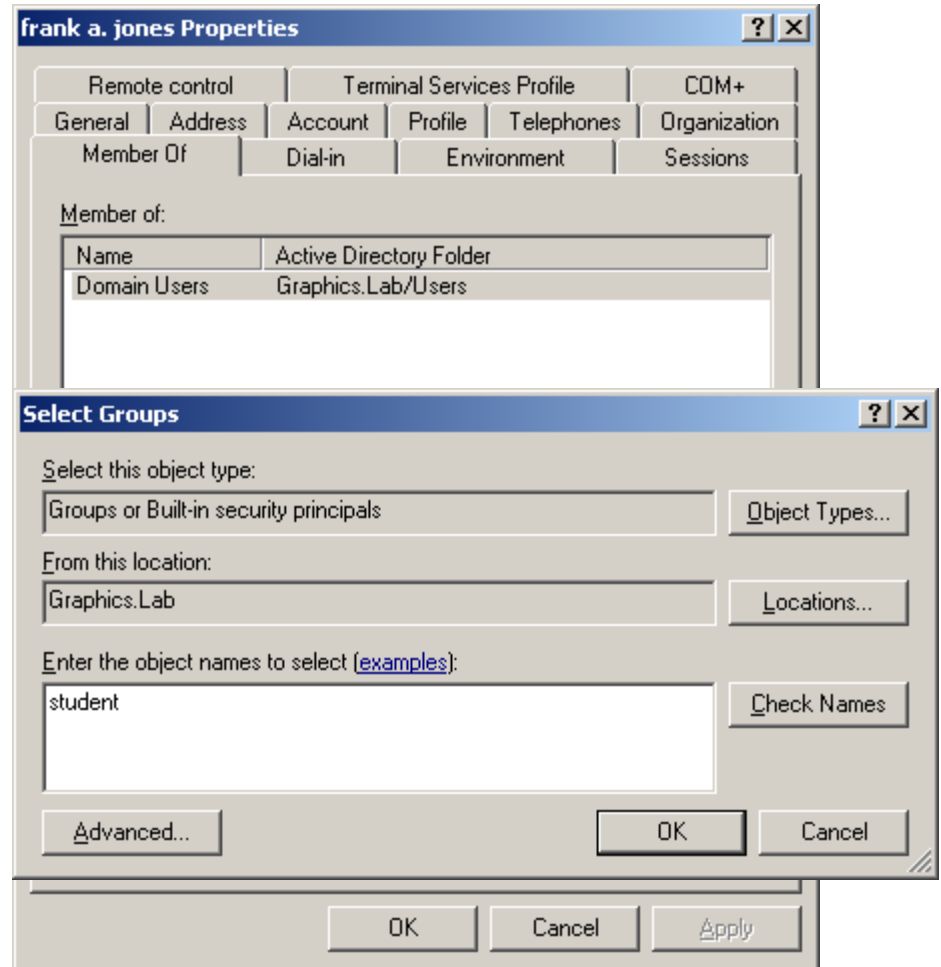 frank a. jones Properties
Remote control Terminal Services Profile COM+
General Address Account Profile Telephones Organization
Member Of Dial-in Environment Sessions
Member of:
Name Active Directory Folder
Domain Users Graphics.Lab/Users
Select Groups
Select this object type:
Groups or Built-in security principals Object Types...
From this location:
Graphics.Lab Locations...
Enter the object names to select (examples):
student Check Names
Advanced... OK Cancel
OK Cancel Apply